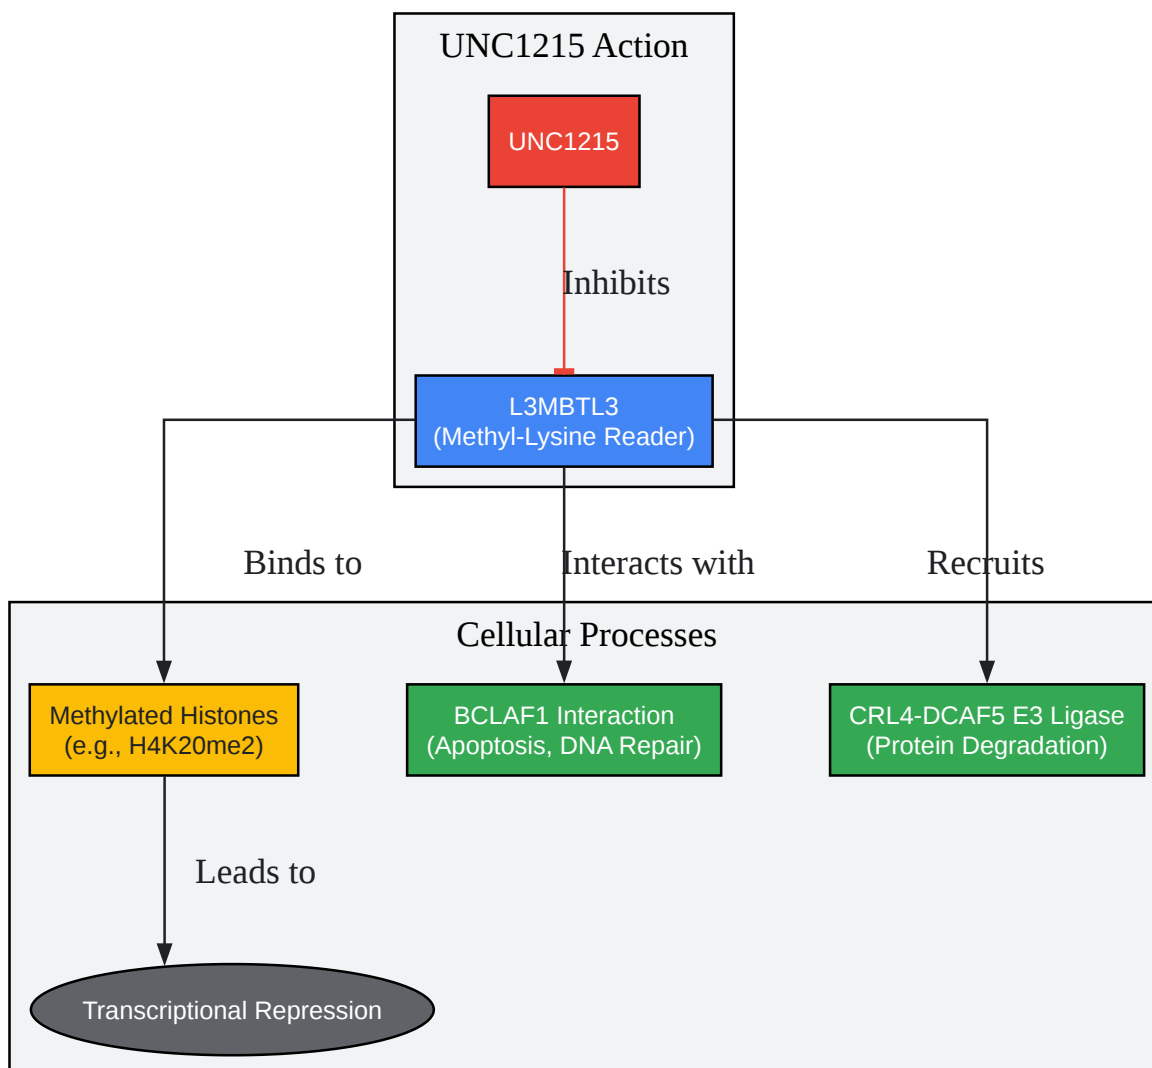 UNC1215 Action
UNC1215
Inhibits
L3MBTL3
(Methyl-Lysine Reader)
Binds to
Interacts with
Recruits
Cellular Processes
Methylated Histones
(e.g., H4K20me2)
BCLAF1 Interaction
(Apoptosis, DNA Repair)
CRL4-DCAF5 E3 Ligase
(Protein Degradation)
Leads to
Transcriptional Repression